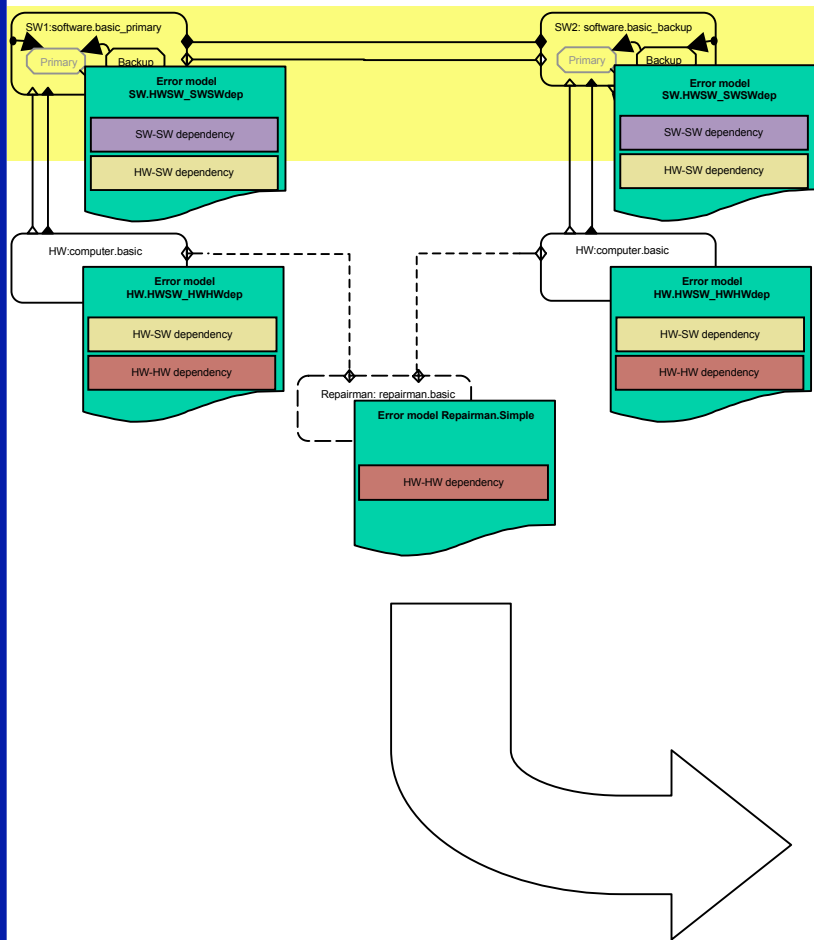 SW1:software.basic_primary
Primary
Backup
Error model
SW.HWSW_SWSWdep
SW-SW dependency
HW-SW dependency
SW2: software.basic_backup
Primary
Backup
Error model
SW.HWSW_SWSWdep
SW-SW dependency
HW-SW dependency
HW:computer.basic
Error model
HW.HWSW_HWHWdep
HW-SW dependency
HW-HW dependency
HW:computer.basic
Error model
HW.HWSW_HWHWdep
HW-SW dependency
HW-HW dependency
Repairman: repairman.basic
Error model Repairman.Simple
HW-HW dependency